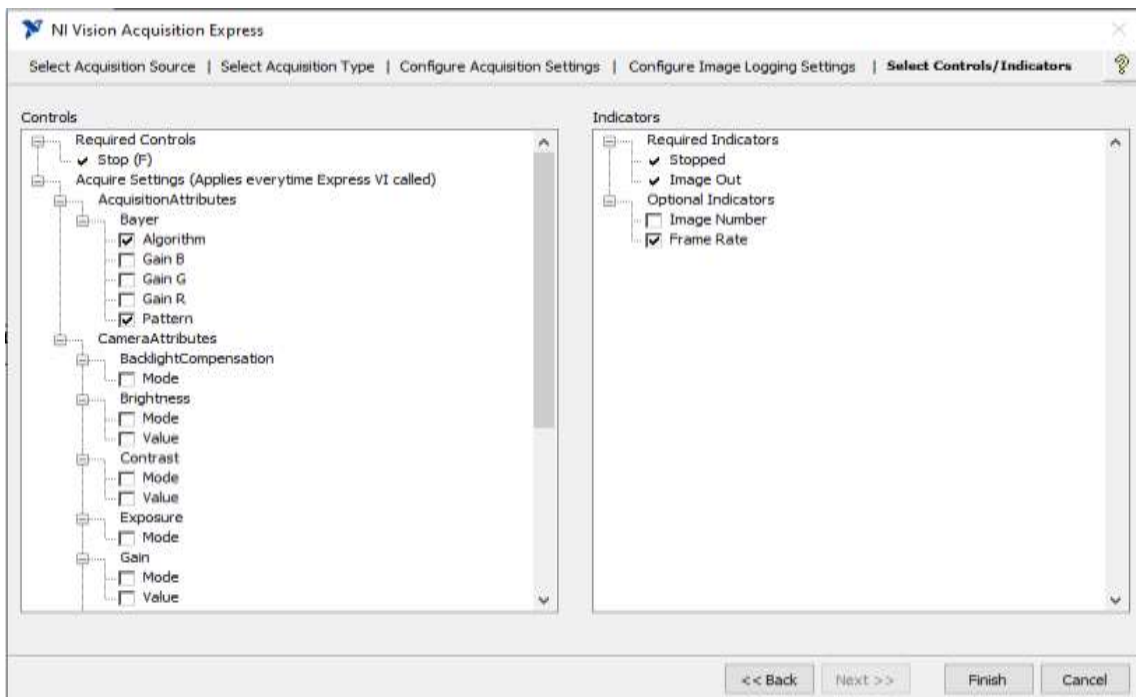 NI Vision Acquisition Express
Select Acquisition Source | Select Acquisition Type | Configure Acquisition Settings | Configure Image Logging Settings | Select Controls/Indicators
Controls
Required Controls
Stop (F)
Acquire Settings (Applies everytime Express VI called)
AcquisitionAttributes
Bayer
Algorithm
Gain B
Gain G
Gain R
Pattern
CameraAttributes
BacklightCompensation
Mode
Brightness
Mode
Value
Contrast
Mode
Value
Exposure
Mode
Gain
Mode
Value
Indicators
Required Indicators
Stopped
Image Out
Optional Indicators
Image Number
Frame Rate
<< Back Next >> Finish Cancel